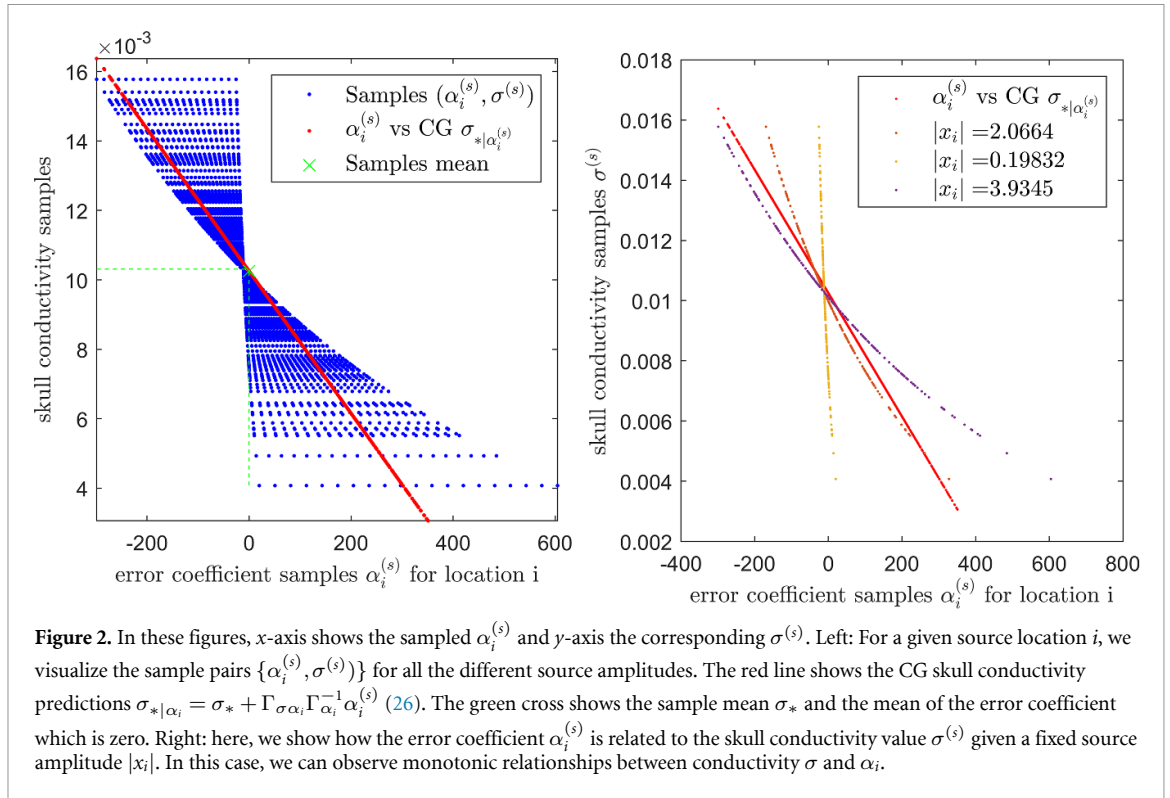 ×10⁻³
16
14
12
10
8
6
4
-200
0
200
400
600
skull conductivity samples
error coefficient samples α_i^(s) for location i
Samples (α_i^(s), σ^(s))
α_i^(s) vs CG σ_{*|α_i^(s)}
Samples mean
0.018
0.016
0.014
0.012
0.01
0.008
0.006
0.004
0.002
-400
-200
0
200
400
600
800
skull conductivity samples σ^(s)
error coefficient samples α_i^(s) for location i
α_i^(s) vs CG σ_{*|α_i^(s)}
|x_i| =2.0664
|x_i| =0.19832
|x_i| =3.9345
Figure 2. In these figures, x-axis shows the sampled α_i^(s) and y-axis the corresponding σ^(s). Left: For a given source location i, we
visualize the sample pairs {α_i^(s), σ^(s))} for all the different source amplitudes. The red line shows the CG skull conductivity
predictions σ_{*|α_i} = σ_* + Γ_{σα_i}Γ_{α_i}^{-1}α_i^(s) (26). The green cross shows the sample mean σ_* and the mean of the error coefficient
which is zero. Right: here, we show how the error coefficient α_i^(s) is related to the skull conductivity value σ^(s) given a fixed source
amplitude |x_i|. In this case, we can observe monotonic relationships between conductivity σ and α_i.